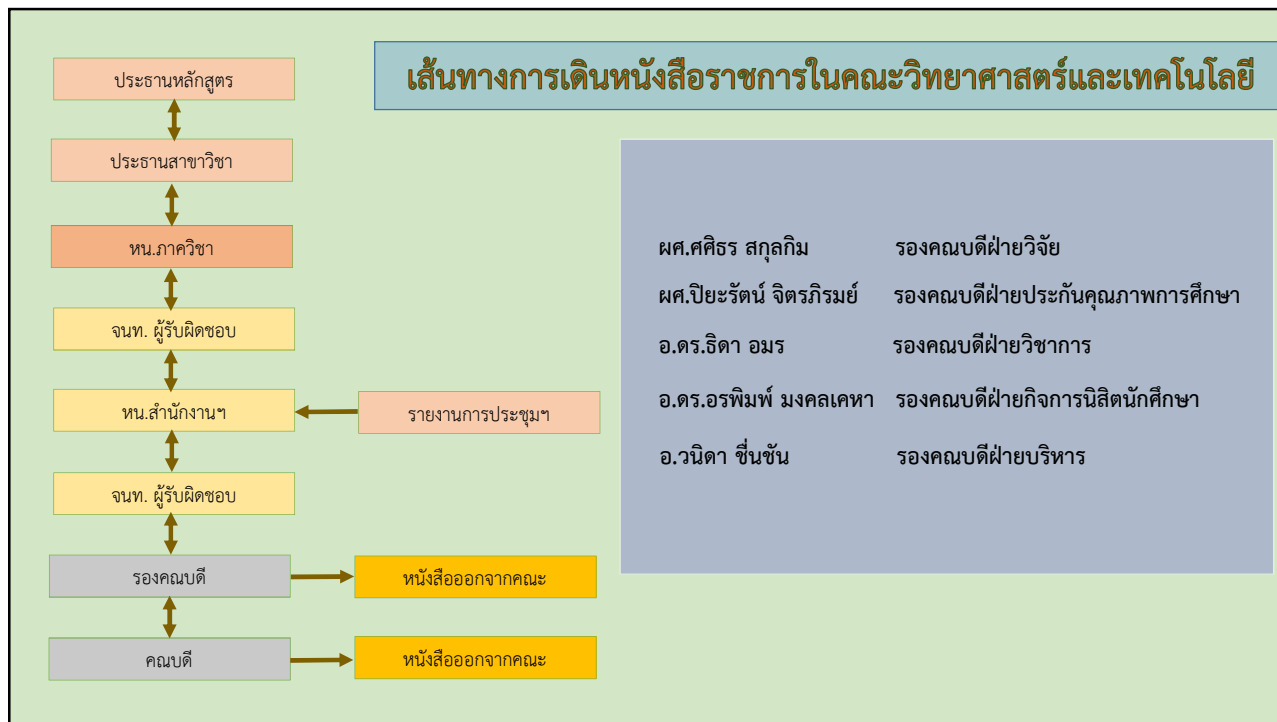 เส้นทางการเดินหนังสือราชการในคณะวิทยาศาสตร์และเทคโนโลยี
ประธานหลักสูตร
ประธานสาขาวิชา
หน.ภาควิชา
จนท. ผู้รับผิดชอบ
หน.สำนักงานฯ
รายงานการประชุมฯ
จนท. ผู้รับผิดชอบ
รองคณบดี
หนังสือออกจากคณะ
คณบดี
หนังสือออกจากคณะ
ผศ.ศศิธร สกุลกิม รองคณบดีฝ่ายวิจัย
ผศ.ปิยะรัตน์ จิตรภิรมย์ รองคณบดีฝ่ายประกันคุณภาพการศึกษา
อ.ดร.ธิดา อมร รองคณบดีฝ่ายวิชาการ
อ.ดร.อรพิมพ์ มงคลเคหา รองคณบดีฝ่ายกิจการนิสิตนักศึกษา
อ.วนิดา ชื่นชัน รองคณบดีฝ่ายบริหาร